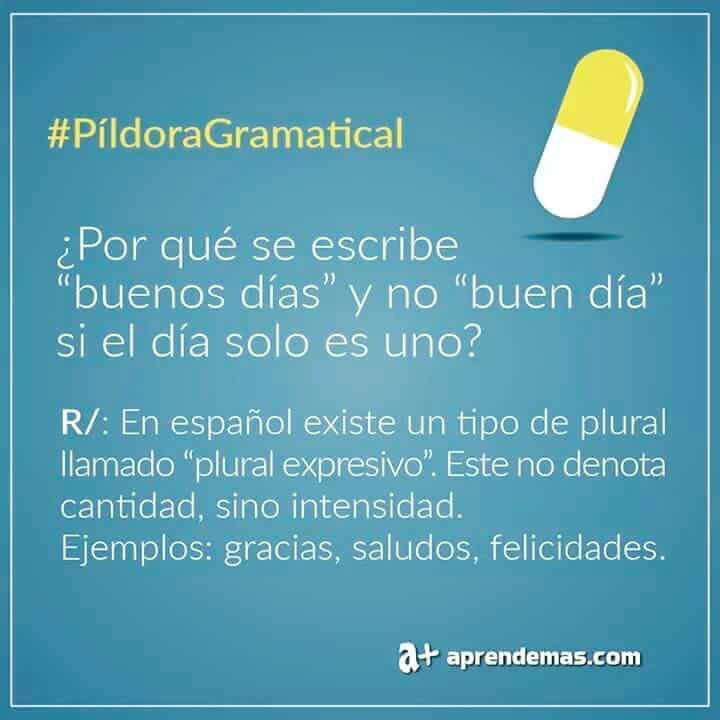 #PíldoraGramatical
¿Por qué se escribe
“buenos días” y no “buen día”
si el día solo es uno?
R/: En español existe un tipo de plural
llamado “plural expresivo”. Este no denota
cantidad, sino intensidad.
Ejemplos: gracias, saludos, felicidades.
a+ aprendemas.com